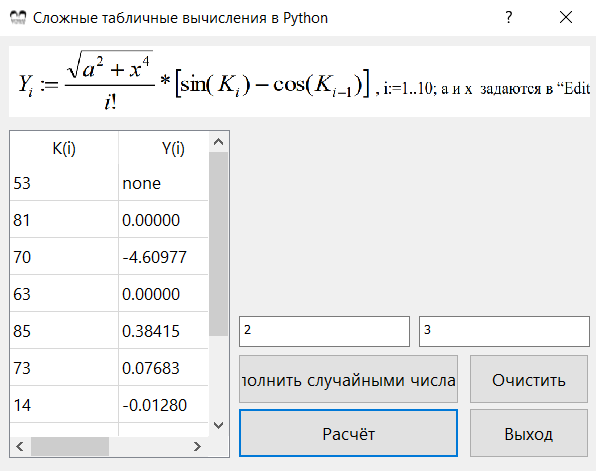 Сложные табличные вычисления в Python ?
Y_i := \frac{\sqrt{a^2 + x^4}}{i!} * [sin(K_i) − cos(K_{i−1})] , i:=1..10; a и x задаются в “Edit
K(i) Y(i)
53 none
81 0.00000
70 -4.60977
63 0.00000
85 0.38415
73 0.07683
14 -0.01280
2 3
полнить случайными числа
Очистить
Расчёт
Выход